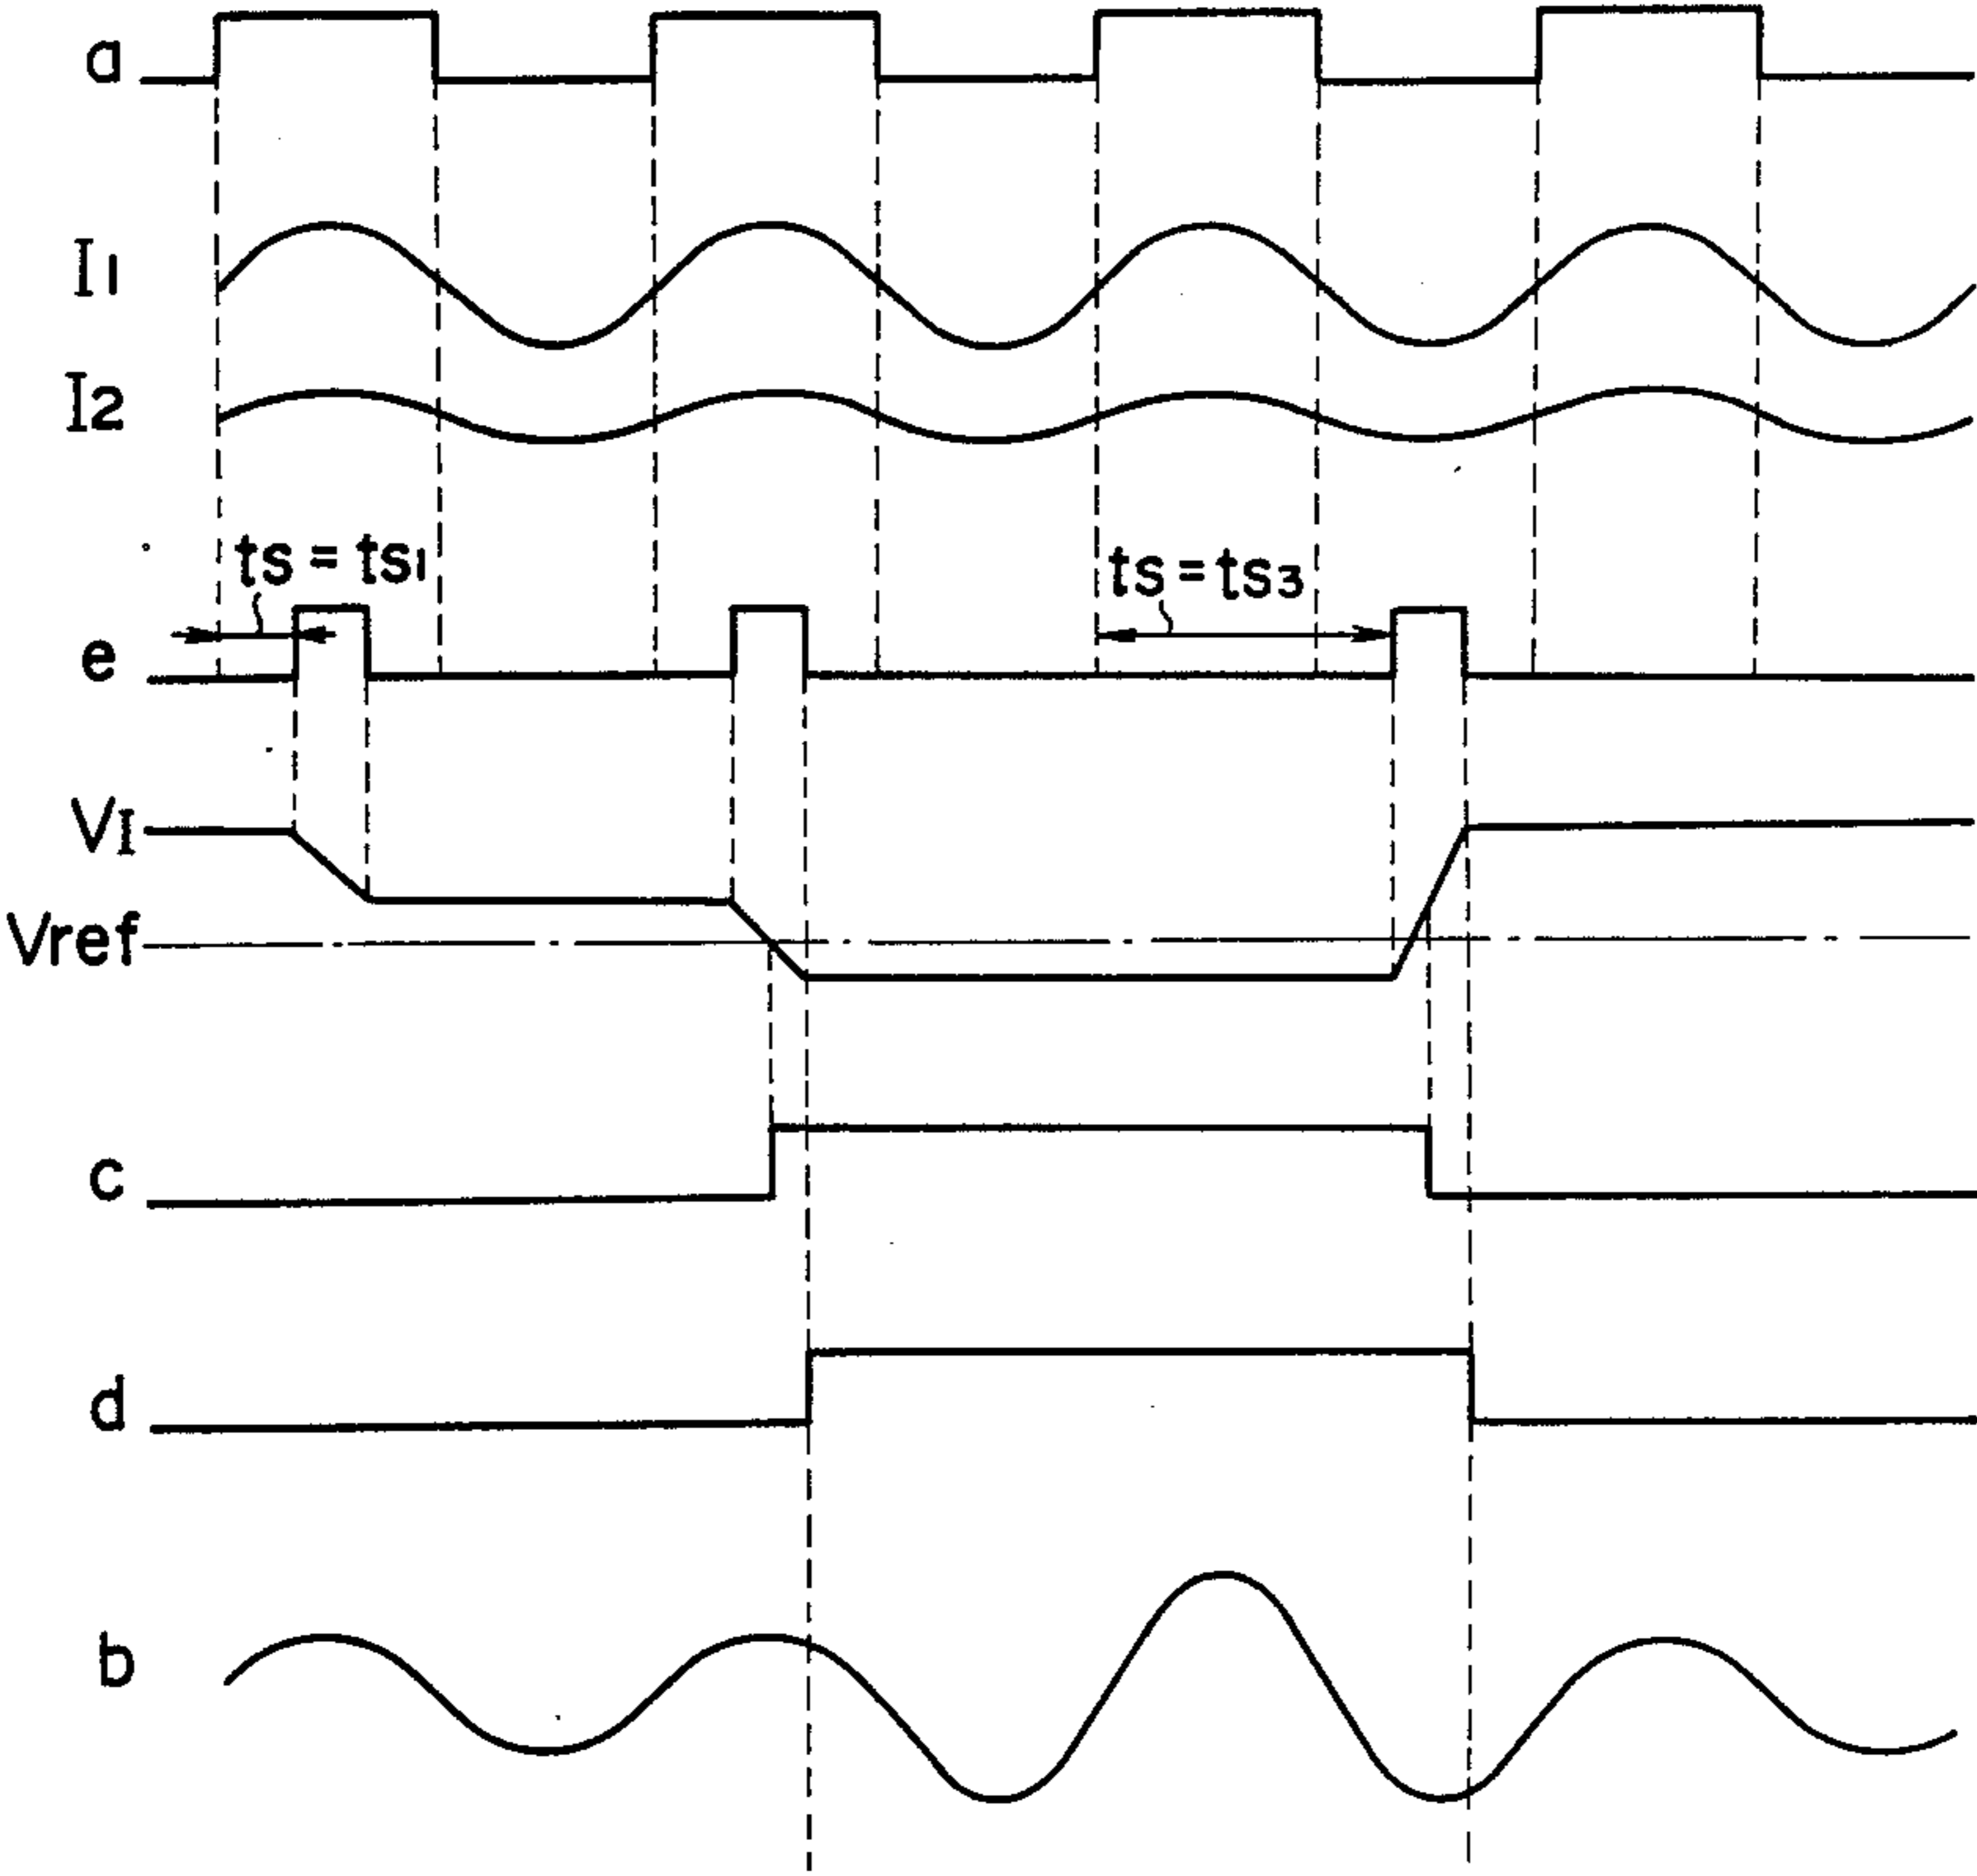 a
I1
I2
ts = ts1
ts = ts3
e
VI
Vref
c
d
b